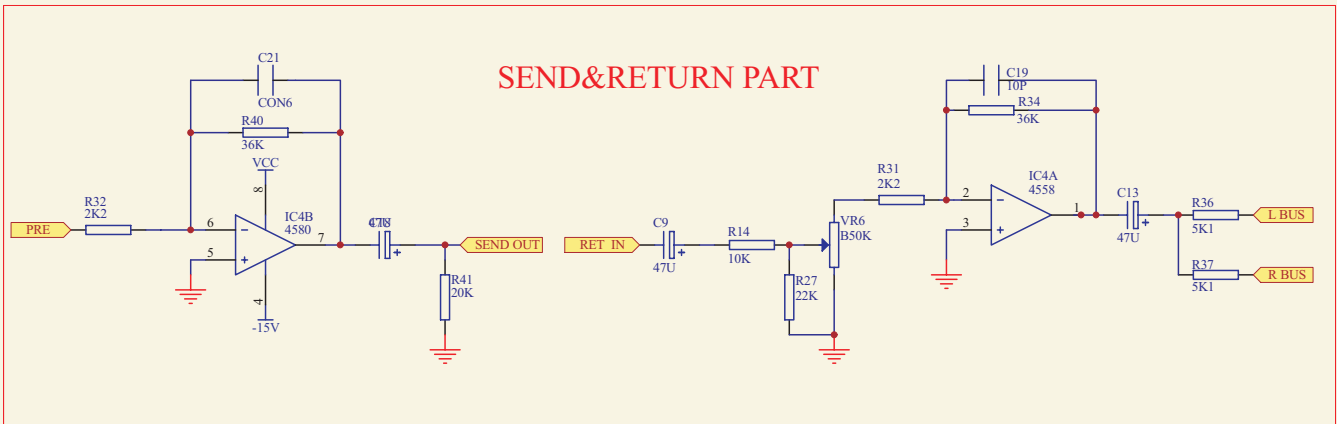 SEND&RETURN PART
C21
CON6
R40
36K
VCC
8
R32
2K2
PRE
6
5
IC4B
4580
7
4
-15V
47U
SEND OUT
R41
20K
RET IN
C9
47U
R14
10K
R27
22K
VR6
B50K
R31
2K2
C19
10P
R34
36K
2
3
IC4A
4558
1
C13
47U
R36
5K1
L BUS
R37
5K1
R BUS